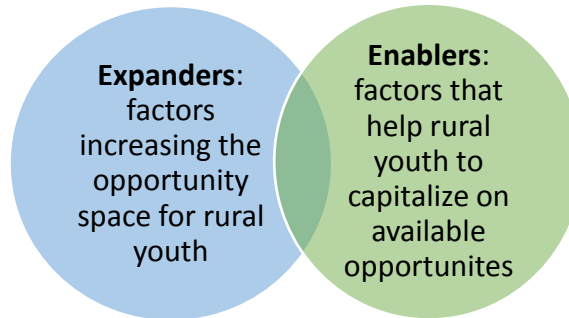 Expanders:
factors
increasing the
opportunity
space for rural
youth
Enablers:
factors that
help rural
youth to
capitalize on
available
opportunites